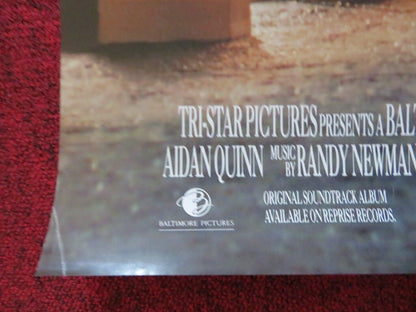 TRI-STAR PICTURES PRESENTS A BALT
AIDAN QUINN MUSIC BY RANDY NEWMAN
ORIGINAL SOUNDTRACK ALBUM
AVAILABLE ON REPRISE RECORDS.
BALTIMORE PICTURES